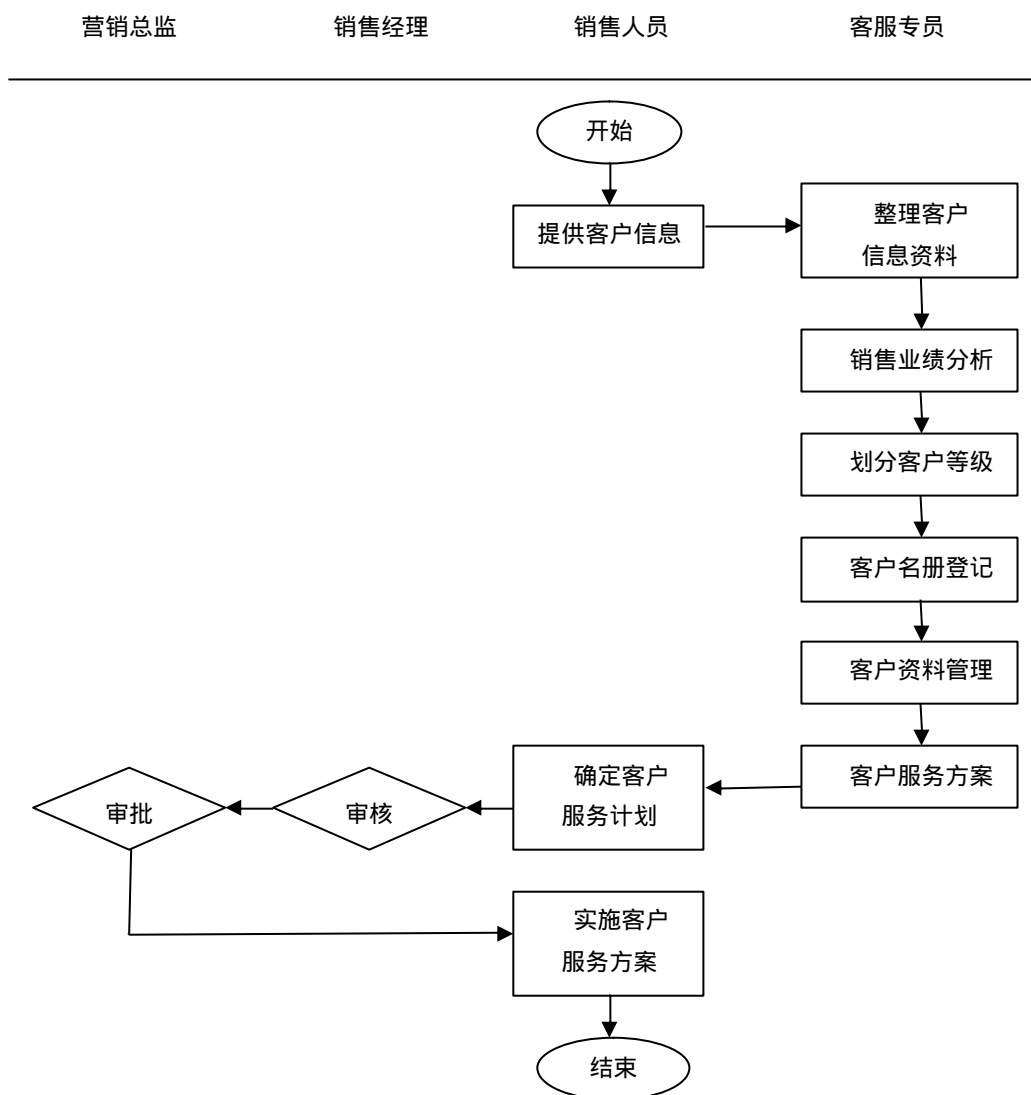 营销总监 销售经理 销售人员 客服专员
开始
提供客户信息
整理客户
信息资料
销售业绩分析
划分客户等级
客户名册登记
客户资料管理
客户服务方案
确定客户
服务计划
审核
审批
实施客户
服务方案
结束